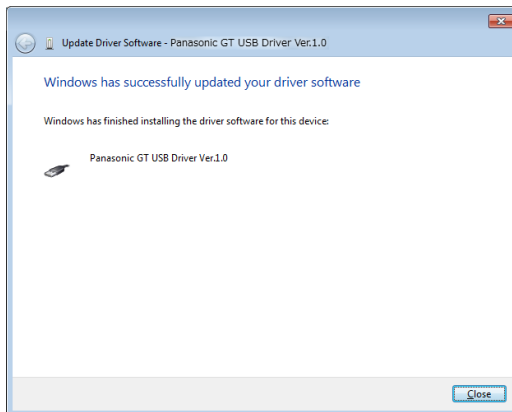 Update Driver Software - Panasonic GT USB Driver Ver.1.0
Windows has successfully updated your driver software
Windows has finished installing the driver software for this device:
Panasonic GT USB Driver Ver.1.0
Close